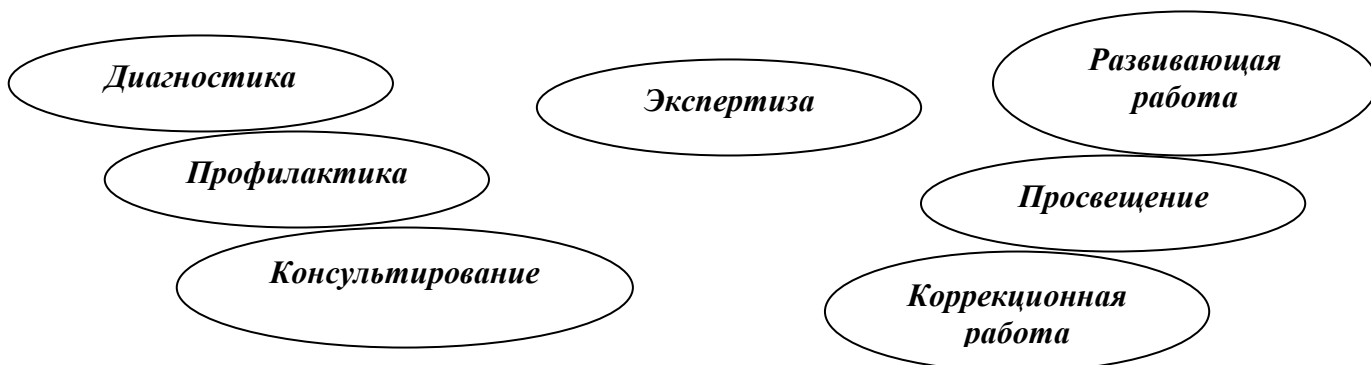 Диагностика
Профилактика
Консультирование
Экспертиза
Развивающая
работа
Просвещение
Коррекционная
работа